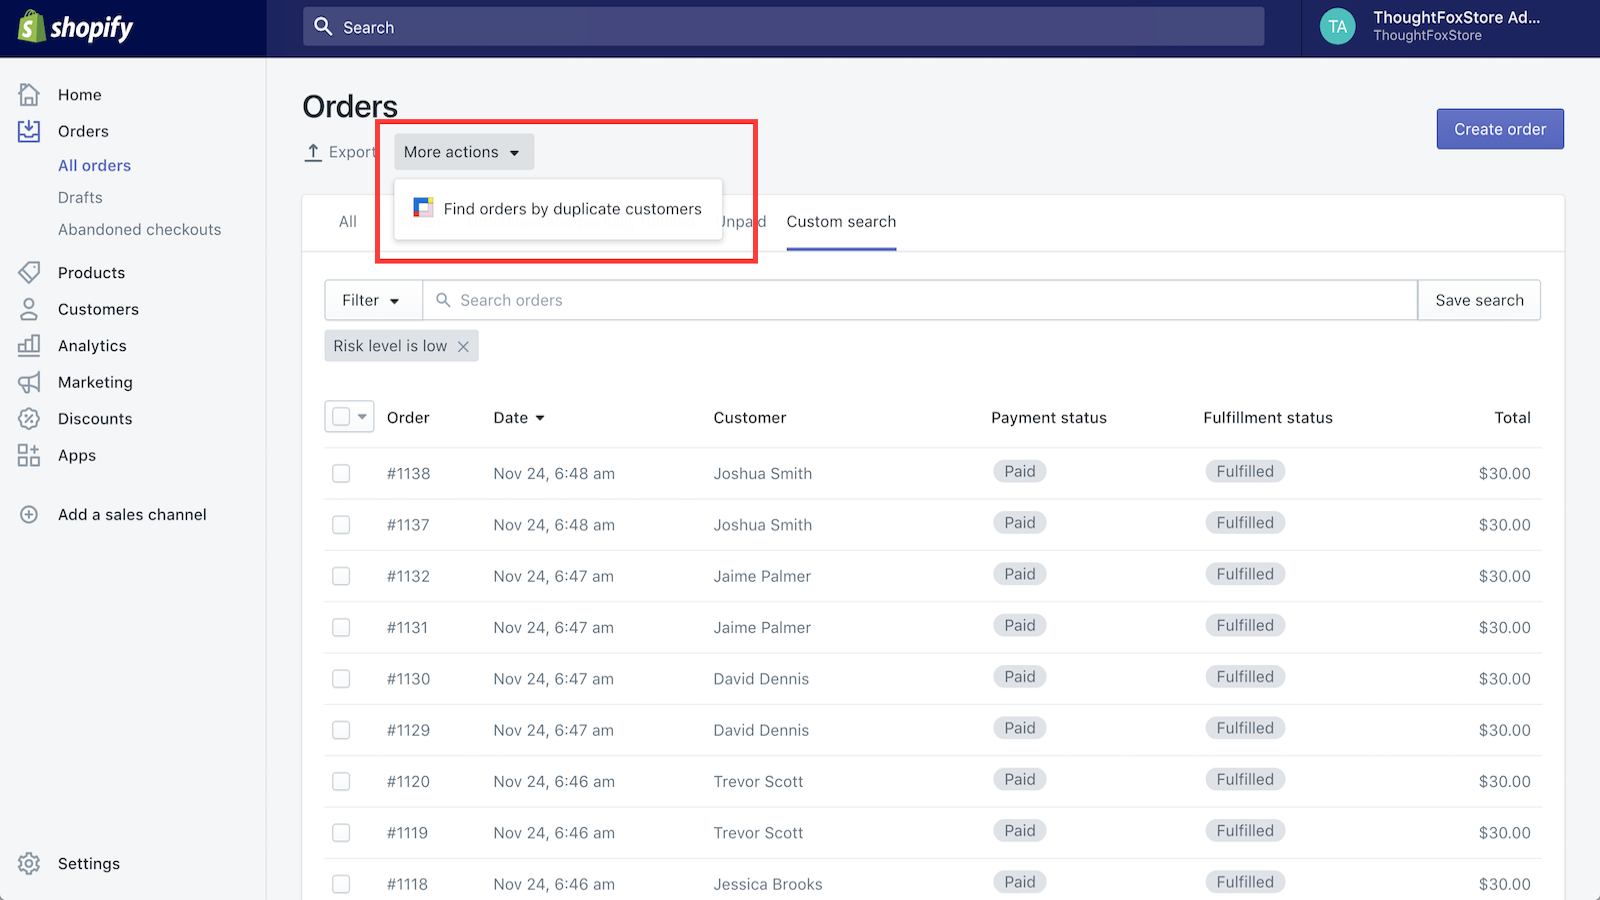 shopify
Search
TA
ThoughtFoxStore Ad...
ThoughtFoxStore
Home
Orders
All orders
Drafts
Abandoned checkouts
Products
Customers
Analytics
Marketing
Discounts
Apps
Add a sales channel
Settings
Orders
Export
More actions
Create order
Find orders by duplicate customers
All
Custom search
Filter
Search orders
Save search
Risk level is low
Order Date Customer Payment status Fulfillment status Total
#1138 Nov 24, 6:48 am Joshua Smith Paid Fulfilled $30.00
#1137 Nov 24, 6:48 am Joshua Smith Paid Fulfilled $30.00
#1132 Nov 24, 6:47 am Jaime Palmer Paid Fulfilled $30.00
#1131 Nov 24, 6:47 am Jaime Palmer Paid Fulfilled $30.00
#1130 Nov 24, 6:47 am David Dennis Paid Fulfilled $30.00
#1129 Nov 24, 6:47 am David Dennis Paid Fulfilled $30.00
#1120 Nov 24, 6:46 am Trevor Scott Paid Fulfilled $30.00
#1119 Nov 24, 6:46 am Trevor Scott Paid Fulfilled $30.00
#1118 Nov 24, 6:46 am Jessica Brooks Paid Fulfilled $30.00